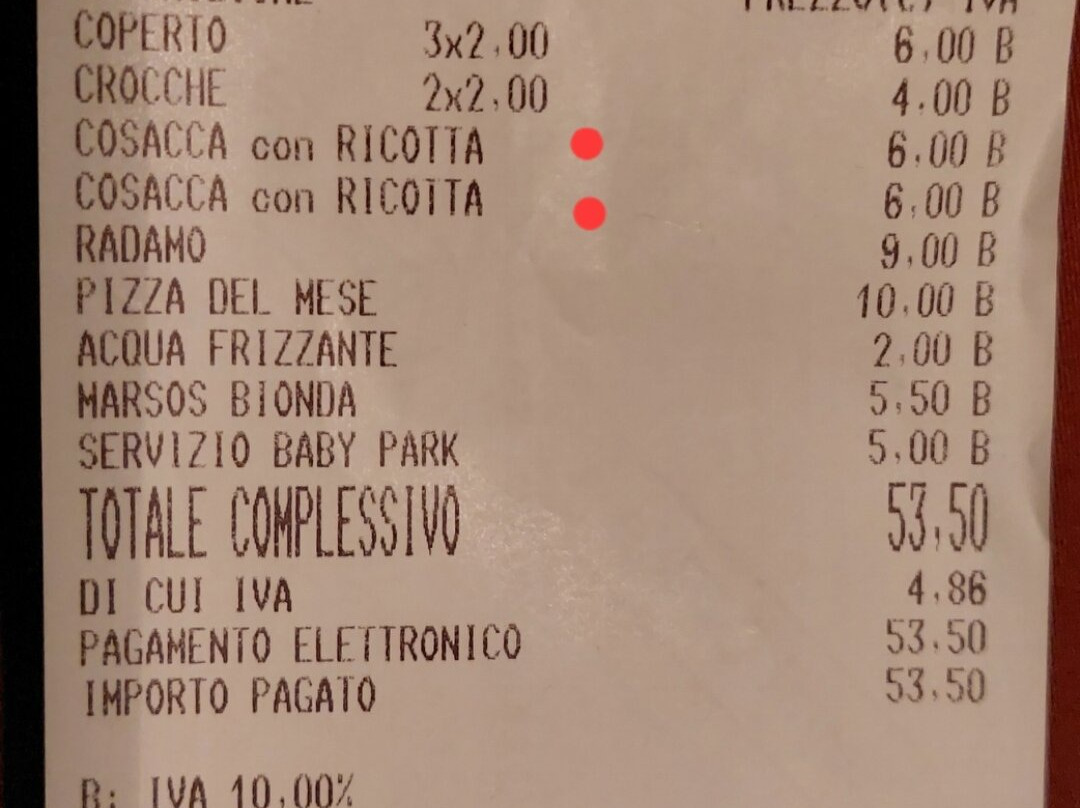 COPERTO 3x2,00 6,00 B
CROCCHE 2x2,00 4,00 B
COSACCA con RICOTTA 6,00 B
COSACCA con RICOTTA 6,00 B
RADAMO 9,00 B
PIZZA DEL MESE 10,00 B
ACQUA FRIZZANTE 2,00 B
MARSOS BIONDA 5,50 B
SERVIZIO BABY PARK 5,00 B
TOTALE COMPLESSIVO 53,50
DI CUI IVA 4,86
PAGAMENTO ELETTRONICO 53,50
IMPORTO PAGATO 53,50
B: IVA 10,00%